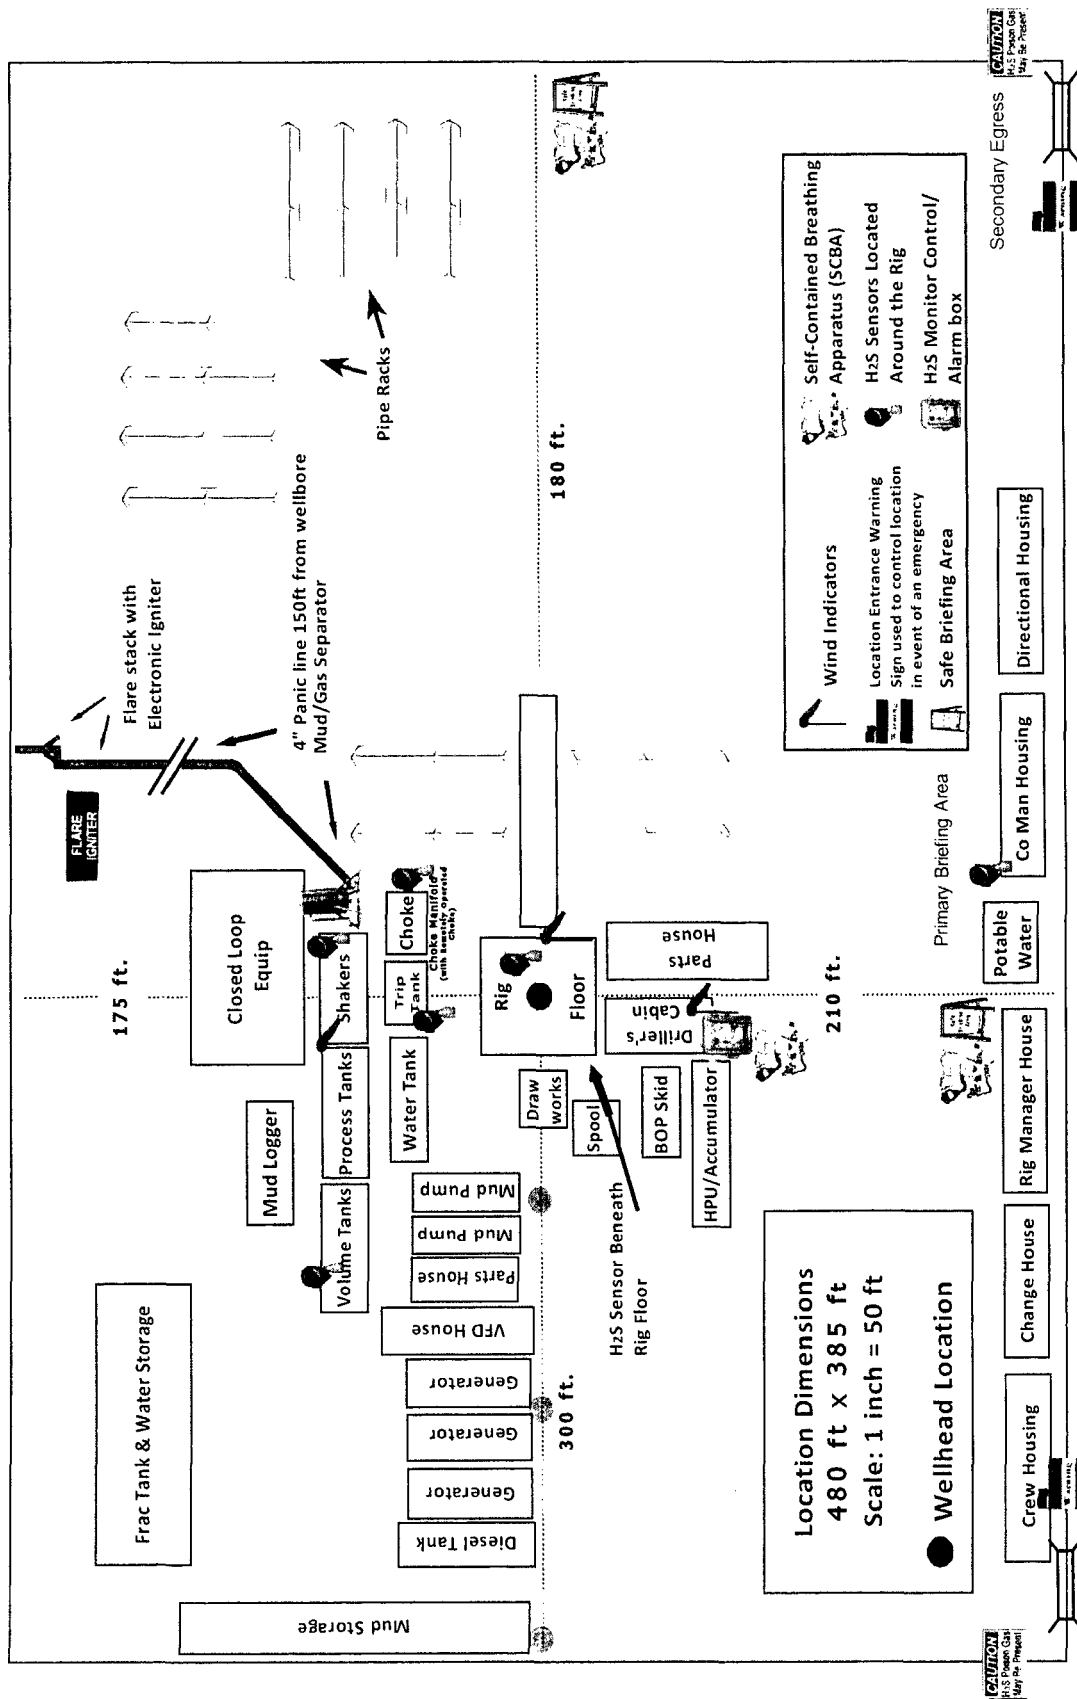 CAUTION
H2S Poison Gas
May Be Present
Secondary Egress
Pipe Racks
180 ft.
Flare stack with
Electronic Igniter
4" Panic line 150ft from wellbore
Mud/Gas Separator
FLARE
IGNITER
175 ft.
Closed Loop
Equip
Shakers
Choke
Choke Manifold
(with Remotely Operated
Choke)
Trip
Tank
Rig
Floor
Parts
House
Driller's
Cabin
210 ft.
Mud Logger
Process Tanks
Volume Tanks
Water Tank
Draw
works
Spool
BOP Skid
HPU/Accumulator
Mud Pump
Mud Pump
Parts House
VFD House
Generator
Generator
Generator
Diesel Tank
Mud Storage
Frac Tank & Water Storage
300 ft.
H2S Sensor Beneath
Rig Floor
Wind Indicators
Location Entrance Warning
Sign used to control location
in event of an emergency
Safe Briefing Area
Self-Contained Breathing
Apparatus (SCBA)
H2S Sensors Located
Around the Rig
H2S Monitor Control/
Alarm box
Location Dimensions
480 ft x 385 ft
Scale: 1 inch = 50 ft
Wellhead Location
Primary Briefing Area
Crew Housing
Change House
Rig Manager House
Potable
Water
Co Man Housing
Directional Housing
CAUTION
H2S Poison Gas
May Be Present